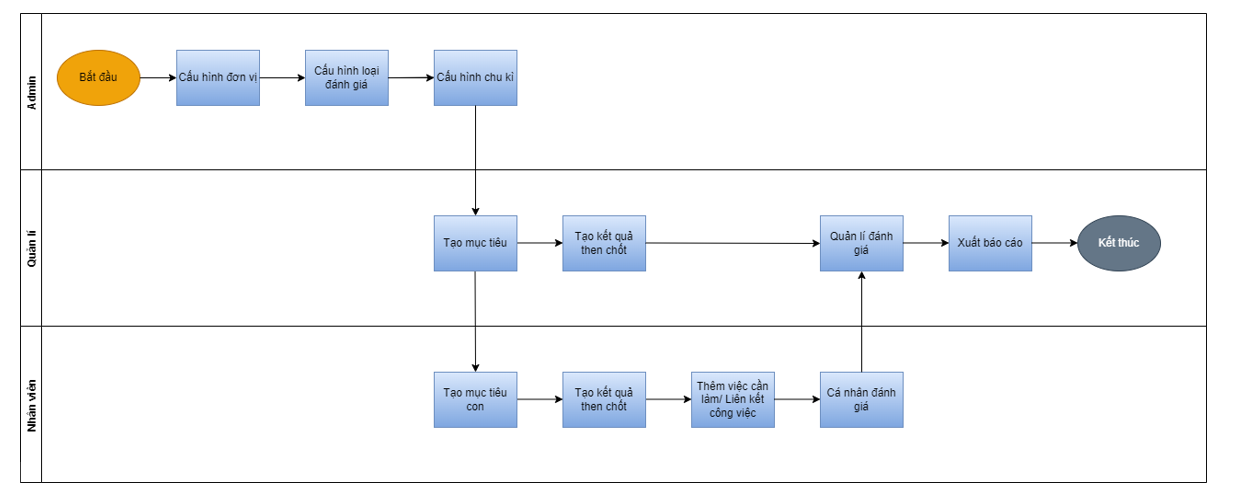 Admin
Bắt đầu
Cấu hình đơn vị
Cấu hình loại
đánh giá
Cấu hình chu kì
Quản lí
Tạo mục tiêu
Tạo kết quả
then chốt
Quản lí đánh
giá
Xuất báo cáo
Kết thúc
Nhân viên
Tạo mục tiêu
con
Tạo kết quả
then chốt
Thêm việc cần
làm/ Liên kết
công việc
Cá nhân đánh
giá